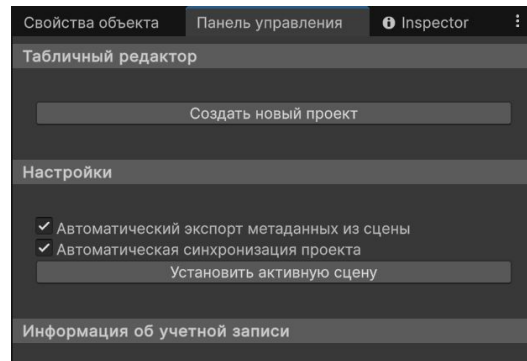 Свойства объекта
Панель управления
Inspector
Табличный редактор
Создать новый проект
Настройки
Автоматический экспорт метаданных из сцены
Автоматическая синхронизация проекта
Установить активную сцену
Информация об учетной записи